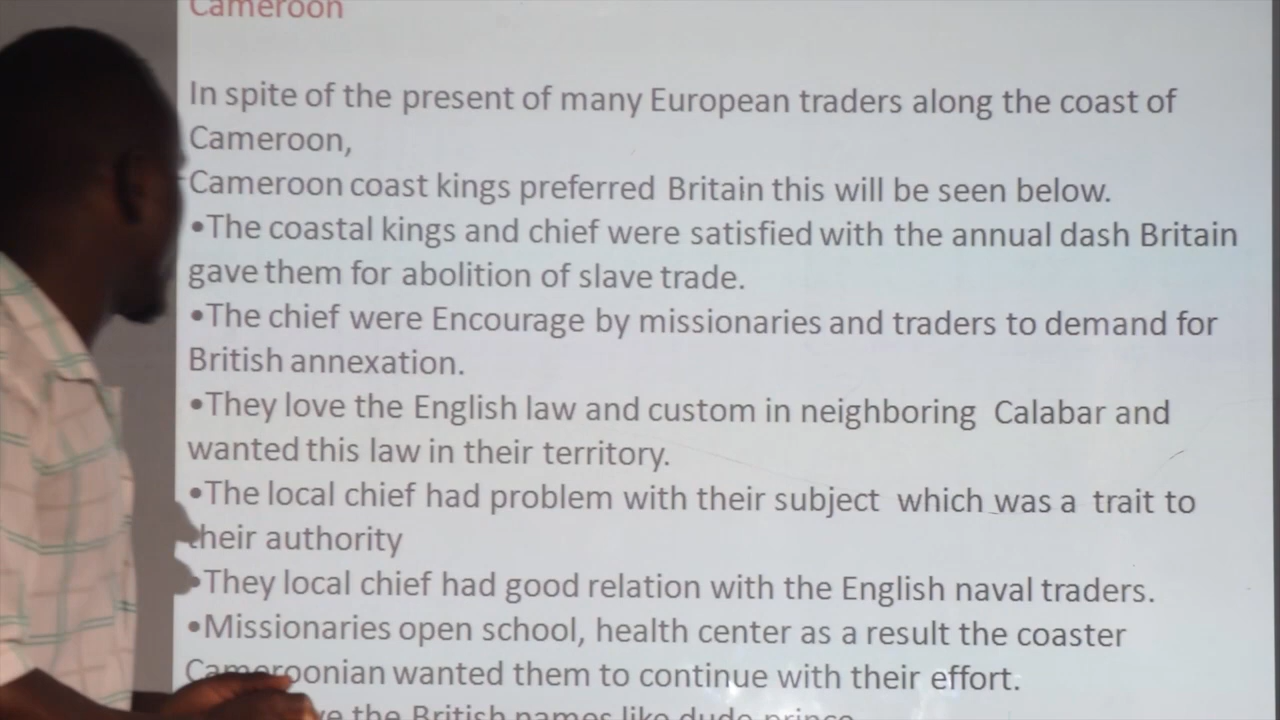 Cameroon
In spite of the present of many European traders along the coast of
Cameroon,
Cameroon coast kings preferred Britain this will be seen below.
•The coastal kings and chief were satisfied with the annual dash Britain
gave them for abolition of slave trade.
•The chief were Encourage by missionaries and traders to demand for
British annexation.
•They love the English law and custom in neighboring Calabar and
wanted this law in their territory.
•The local chief had problem with their subject which was a trait to
their authority
•They local chief had good relation with the English naval traders.
•Missionaries open school, health center as a result the coaster
Cameroonian wanted them to continue with their effort.
the British names like dudo prince